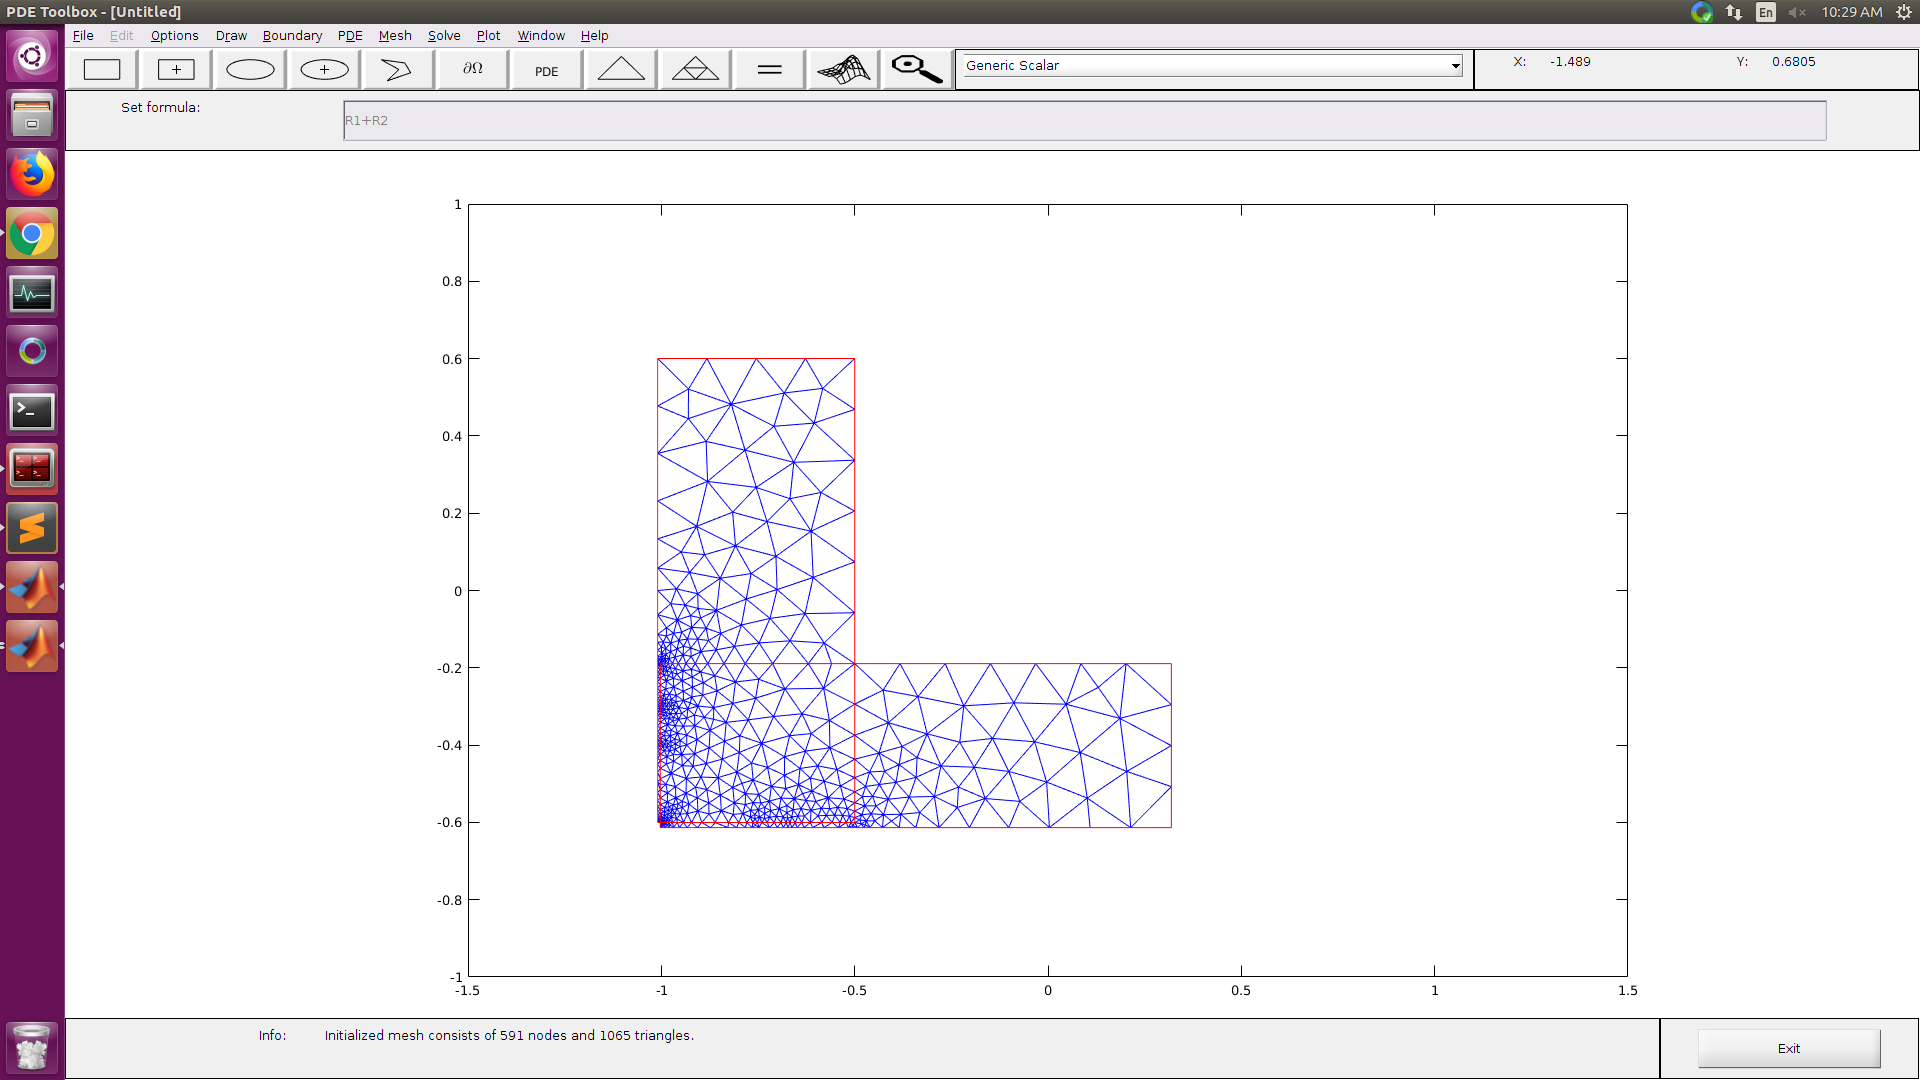 PDE Toolbox - [Untitled]
En
10:29 AM
File Edit Options Draw Boundary PDE Mesh Solve Plot Window Help
∂Ω
PDE
Generic Scalar
X: -1.489 Y: 0.6805
Set formula: R1+R2
1
0.8
0.6
0.4
0.2
0
-0.2
-0.4
-0.6
-0.8
-1
-1.5 -1 -0.5 0 0.5 1 1.5
Info: Initialized mesh consists of 591 nodes and 1065 triangles.
Exit